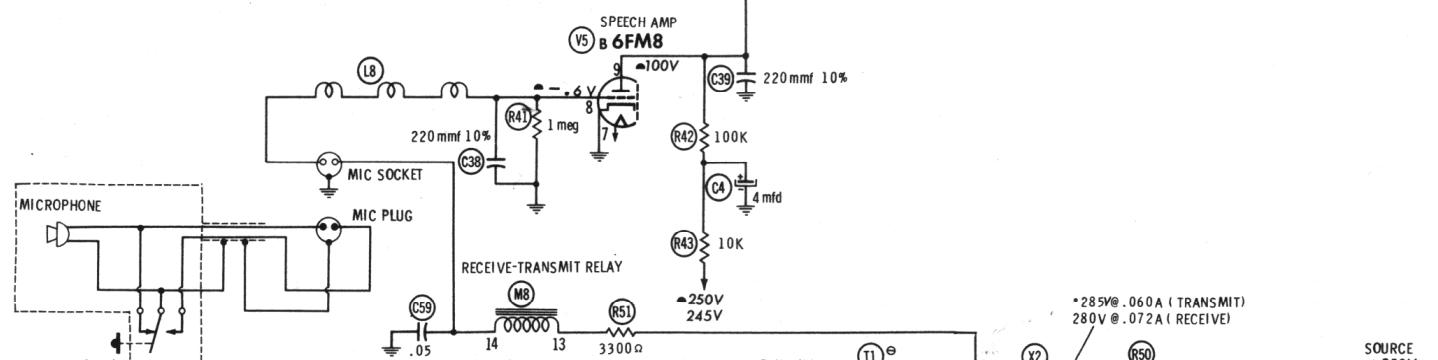 SPEECH AMP
V5 B 6FM8
L8
9
100V
C39 220mmf 10%
-.6 V
8
R41 1 meg
7
220mmf 10%
C38
R42 100K
MIC SOCKET
C4 4 mfd
MICROPHONE
MIC PLUG
R43 10K
RECEIVE-TRANSMIT RELAY
M8
250V
245V
C59
.05
14
13
R51
3300Ω
*285V@.060A (TRANSMIT)
280V@.072A (RECEIVE)
T1
X2
R50
SOURCE